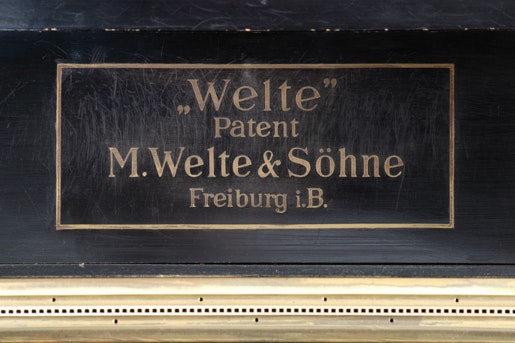 „Welte”
Patent
M. Welte & Söhne
Freiburg i.B.